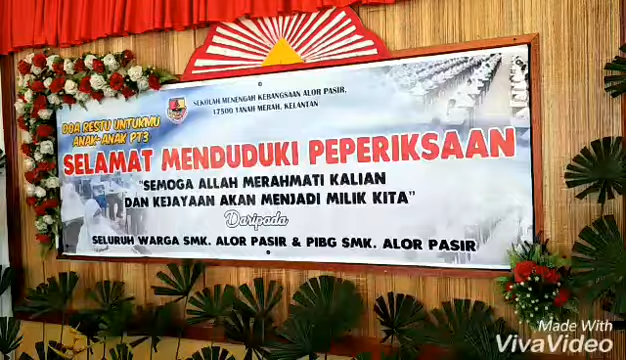 SEKOLAH MENENGAH KEBANGSAAN ALOR PASIR,
17500 TANAH MERAH, KELANTAN
DOA RESTU UNTUKMU
ANAK-ANAK PT3
SELAMAT MENDUDUKI PEPERIKSAAN
"SEMOGA ALLAH MERAHMATI KALIAN
DAN KEJAYAAN AKAN MENJADI MILIK KITA"
Daripada
SELURUH WARGA SMK. ALOR PASIR & PIBG SMK. ALOR PASIR
Made With
VivaVideo